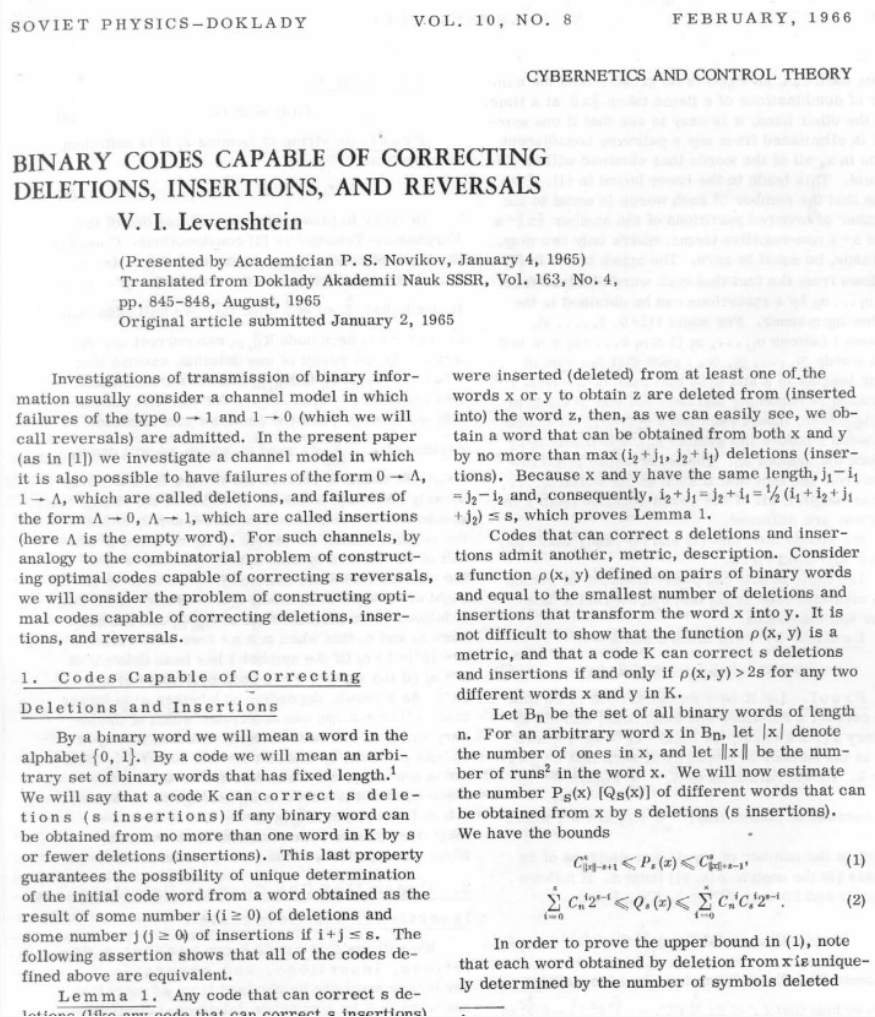 SOVIET PHYSICS–DOKLADY VOL. 10, NO. 8 FEBRUARY, 1966
CYBERNETICS AND CONTROL THEORY
BINARY CODES CAPABLE OF CORRECTING
DELETIONS, INSERTIONS, AND REVERSALS
V. I. Levenshtein
(Presented by Academician P. S. Novikov, January 4, 1965)
Translated from Doklady Akademii Nauk SSSR, Vol. 163, No. 4,
pp. 845-848, August, 1965
Original article submitted January 2, 1965
Investigations of transmission of binary infor-
mation usually consider a channel model in which
failures of the type 0 → 1 and 1 → 0 (which we will
call reversals) are admitted. In the present paper
(as in [1]) we investigate a channel model in which
it is also possible to have failures of the form 0 → Λ,
1 → Λ, which are called deletions, and failures of
the form Λ → 0, Λ → 1, which are called insertions
(here Λ is the empty word). For such channels, by
analogy to the combinatorial problem of construct-
ing optimal codes capable of correcting s reversals,
we will consider the problem of constructing opti-
mal codes capable of correcting deletions, inser-
tions, and reversals.
1. Codes Capable of Correcting
Deletions and Insertions
By a binary word we will mean a word in the
alphabet {0, 1}. By a code we will mean an arbi-
trary set of binary words that has fixed length.¹
We will say that a code K can correct s dele-
tions (s insertions) if any binary word can
be obtained from no more than one word in K by s
or fewer deletions (insertions). This last property
guarantees the possibility of unique determination
of the initial code word from a word obtained as the
result of some number i (i ≥ 0) of deletions and
some number j (j ≥ 0) of insertions if i + j ≤ s. The
following assertion shows that all of the codes de-
fined above are equivalent.
Lemma 1. Any code that can correct s de-
letions (like any code that can correct s insertions)
were inserted (deleted) from at least one of the
words x or y to obtain z are deleted from (inserted
into) the word z, then, as we can easily see, we ob-
tain a word that can be obtained from both x and y
by no more than max (i₂ + j₁, j₂ + i₁) deletions (inser-
tions). Because x and y have the same length, j₁ − i₁
= j₂ − i₂ and, consequently, i₂ + j₁ = j₂ + i₁ = ½ (i₁ + i₂ + j₁
+ j₂) ≤ s, which proves Lemma 1.
Codes that can correct s deletions and inser-
tions admit another, metric, description. Consider
a function ρ (x, y) defined on pairs of binary words
and equal to the smallest number of deletions and
insertions that transform the word x into y. It is
not difficult to show that the function ρ (x, y) is a
metric, and that a code K can correct s deletions
and insertions if and only if ρ (x, y) > 2s for any two
different words x and y in K.
Let Bₙ be the set of all binary words of length
n. For an arbitrary word x in Bₙ, let |x| denote
the number of ones in x, and let ‖x‖ be the num-
ber of runs² in the word x. We will now estimate
the number Pₛ(x) [Qₛ(x)] of different words that can
be obtained from x by s deletions (s insertions).
We have the bounds
C^s_{‖x‖−s+1} ≤ P_s (x) ≤ C^s_{‖x‖+s−1}, (1)
∑_{i=0}^{s} C_n^i 2^{s−i} ≤ Q_s (x) ≤ ∑_{i=0}^{s} C_n^i C_s^i 2^{s−i}. (2)
In order to prove the upper bound in (1), note
that each word obtained by deletion from x is unique-
ly determined by the number of symbols deleted